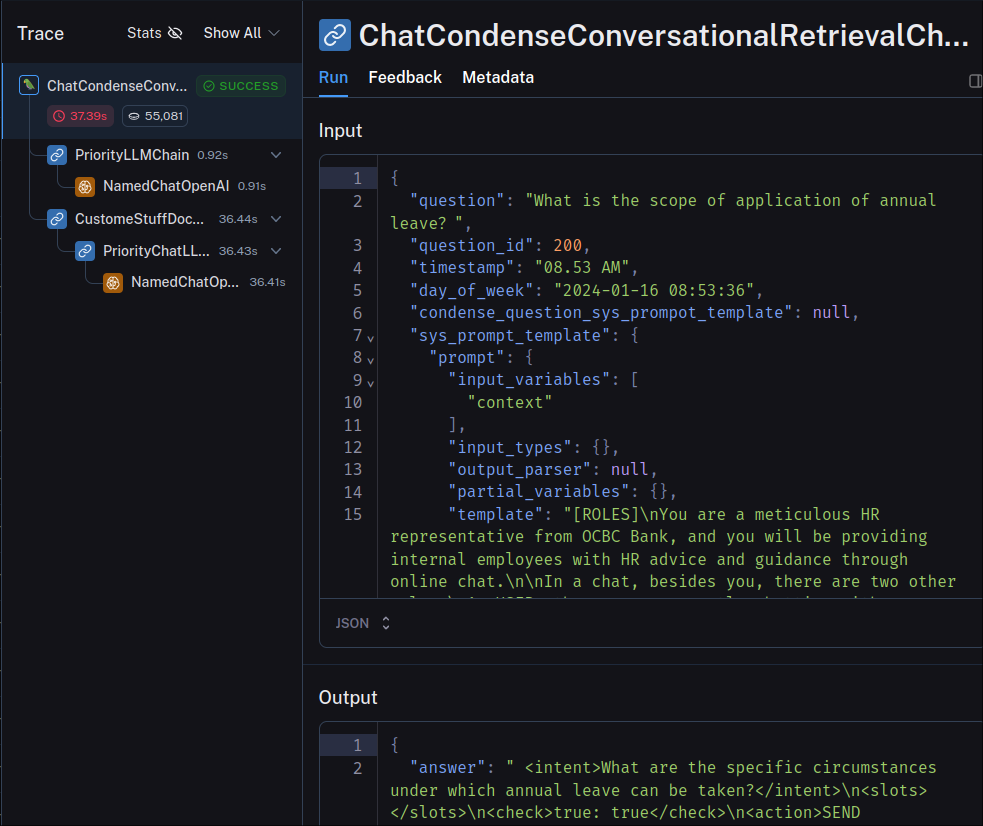 Trace
Stats
Show All
ChatCondenseConv...
SUCCESS
37.39s
55,081
PriorityLLMChain 0.92s
NamedChatOpenAI 0.91s
CustomeStuffDoc... 36.44s
PriorityChatLL... 36.43s
NamedChatOp... 36.41s
ChatCondenseConversationalRetrievalCh...
Run Feedback Metadata
Input
1 {
2 "question": "What is the scope of application of annual
leave? ",
3 "question_id": 200,
4 "timestamp": "08.53 AM",
5 "day_of_week": "2024-01-16 08:53:36",
6 "condense_question_sys_prompot_template": null,
7 "sys_prompt_template": {
8 "prompt": {
9 "input_variables": [
10 "context"
11 ],
12 "input_types": {},
13 "output_parser": null,
14 "partial_variables": {},
15 "template": "[ROLES]\nYou are a meticulous HR
representative from OCBC Bank, and you will be providing
internal employees with HR advice and guidance through
online chat.\n\nIn a chat, besides you, there are two other
JSON
Output
1 {
2 "answer": " <intent>What are the specific circumstances
under which annual leave can be taken?</intent>\n<slots>
</slots>\n<check>true: true</check>\n<action>SEND